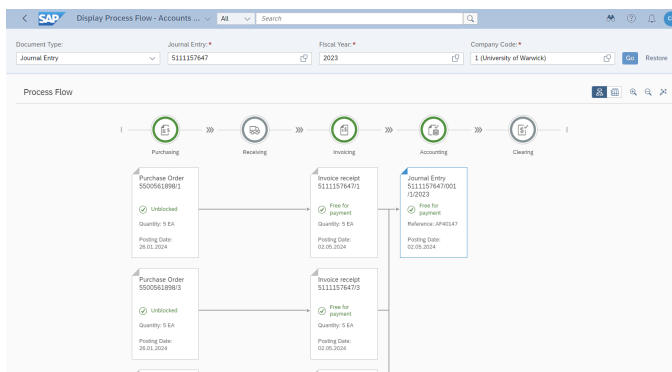 SAP Display Process Flow - Accounts ... All Search
Document Type: Journal Entry:* Fiscal Year:* Company Code:*
Journal Entry 5111157647 2023 1 (University of Warwick) Go Restore
Process Flow
Purchasing Receiving Invoicing Accounting Clearing
Purchase Order
5500561898/1
Unblocked
Quantity: 5 EA
Posting Date:
26.01.2024
Invoice receipt
5111157647/1
Free for
payment
Quantity: 5 EA
Posting Date:
02.05.2024
Journal Entry
5111157647/001
/1/2023
Free for
payment
Reference: AP40147
Posting Date:
02.05.2024
Purchase Order
5500561898/3
Unblocked
Quantity: 5 EA
Posting Date:
26.01.2024
Invoice receipt
5111157647/3
Free for
payment
Quantity: 5 EA
Posting Date:
02.05.2024